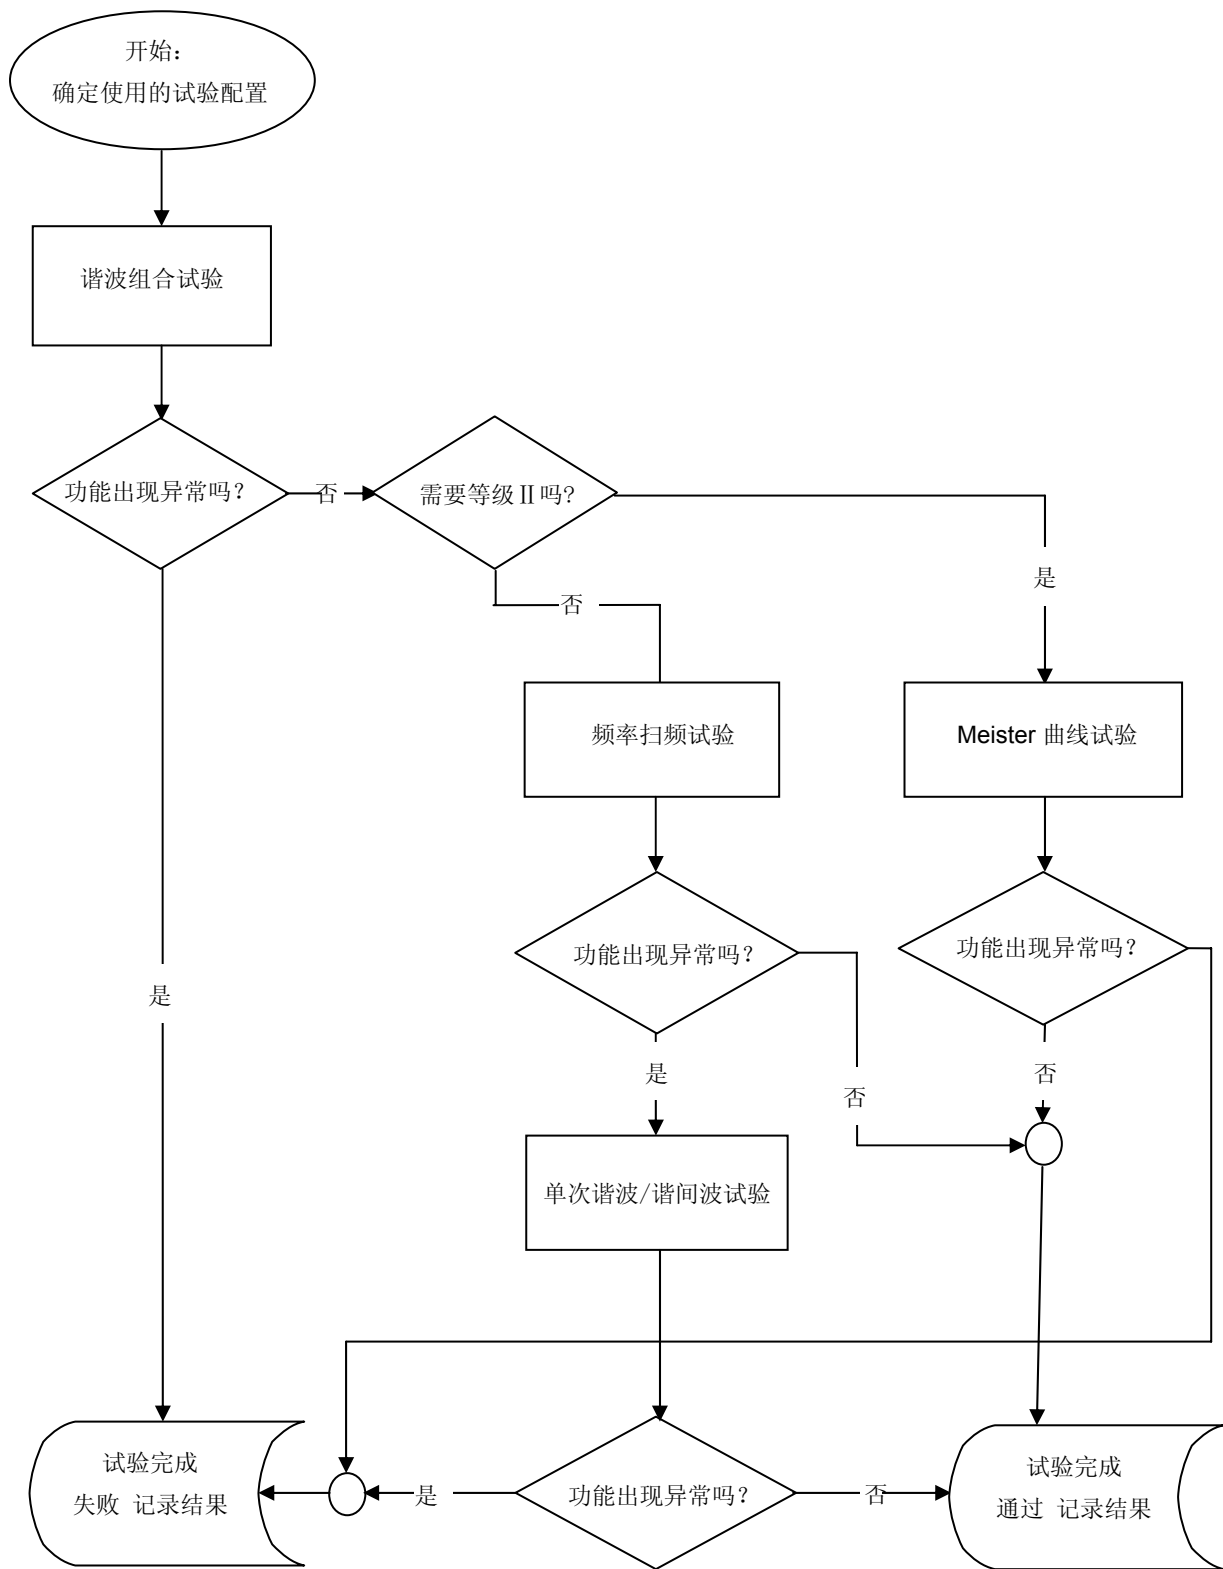 开始：
确定使用的试验配置
谐波组合试验
功能出现异常吗？
否
需要等级Ⅱ吗?
是
否
频率扫频试验
Meister 曲线试验
功能出现异常吗？
功能出现异常吗？
是
是
否
否
单次谐波/谐间波试验
试验完成
失败 记录结果
是
功能出现异常吗？
否
试验完成
通过 记录结果